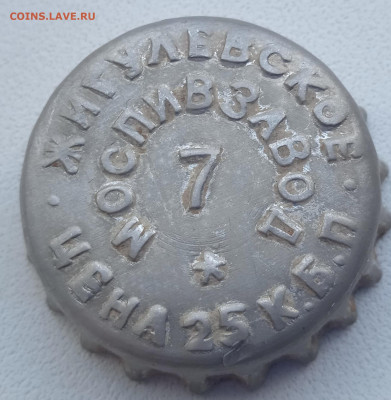 COINS.LAVE.RU
ЖИГУЛЕВСКОЕ
МОСПИВЗАВОД
7
*
ЦЕНА 25 К.Б.П